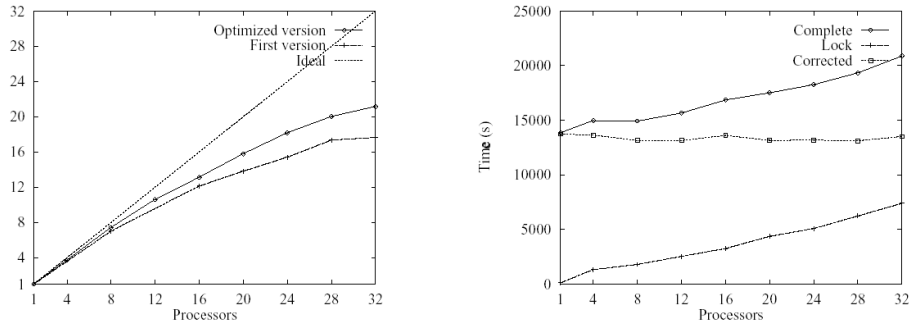 32
28
24
20
16
12
8
4
1
Optimized version
First version
Ideal
1 4 8 12 16 20 24 28 32
Processors
25000
20000
15000
10000
5000
0
Time (s)
Complete
Lock
Corrected
1 4 8 12 16 20 24 28 32
Processors